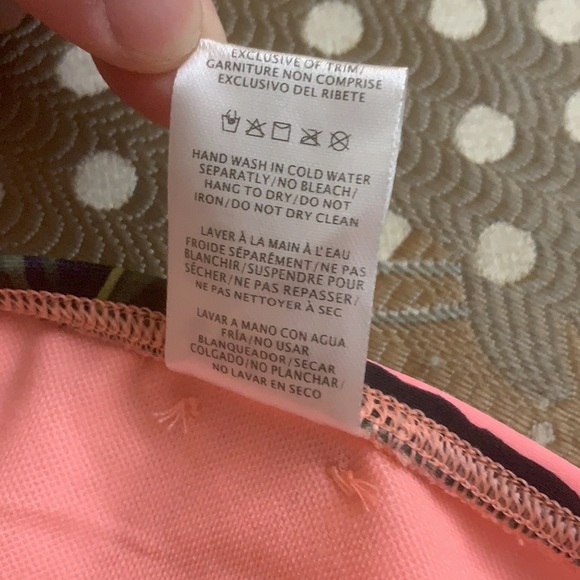 EXCLUSIVE OF TRIM/
GARNITURE NON COMPRISE
EXCLUSIVO DEL RIBETE
HAND WASH IN COLD WATER
SEPARATLY/NO BLEACH/
HANG TO DRY/DO NOT
IRON/DO NOT DRY CLEAN
LAVER À LA MAIN À L'EAU
FROIDE SÉPARÉMENT/NE PAS
BLANCHIR/SUSPENDRE POUR
SÉCHER/NE PAS REPASSER/
NE PAS NETTOYER À SEC
LAVAR A MANO CON AGUA
FRÍA/NO USAR
BLANQUEADOR/SECAR
COLGADO/NO PLANCHAR/
NO LAVAR EN SECO